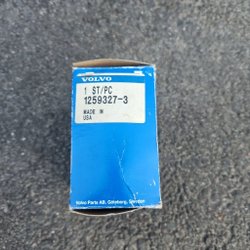 VOLVO
1 ST/PC
1259327-3
MADE IN
USA
Volvo Parts AB, Göteborg, Sweden